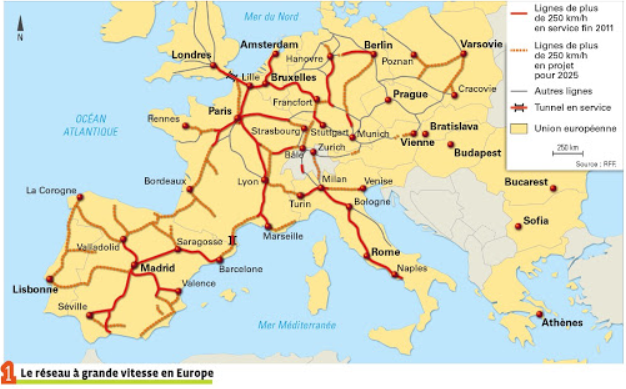 Mer du Nord
Lignes de plus
de 250 km/h
en service fin 2011
Lignes de plus
de 250 km/h
en projet
pour 2025
Autres lignes
Tunnel en service
Union européenne
250 km
Source : RFF.
N
Londres
Amsterdam
Hanovre
Berlin
Poznan
Varsovie
Lille
Bruxelles
Francfort
Prague
Cracovie
OCÉAN
ATLANTIQUE
Rennes
Paris
Strasbourg
Stuttgart
Munich
Vienne
Bratislava
Budapest
Bâle
Zurich
La Corogne
Bordeaux
Lyon
Milan
Venise
Turin
Bologne
Bucarest
Sofia
Valladolid
Saragosse
Marseille
Madrid
Barcelone
Rome
Naples
Lisbonne
Valence
Séville
Mer Méditerranée
Athènes
1 Le réseau à grande vitesse en Europe